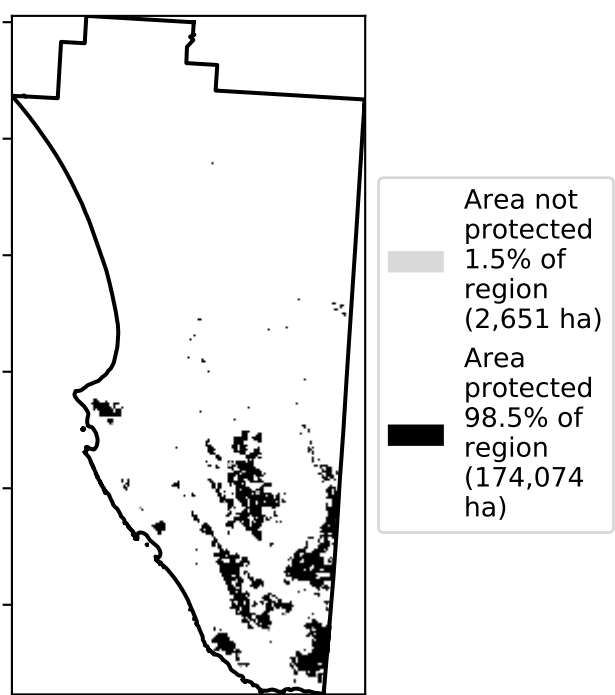 Area not
protected
1.5% of
region
(2,651 ha)
Area
protected
98.5% of
region
(174,074
ha)